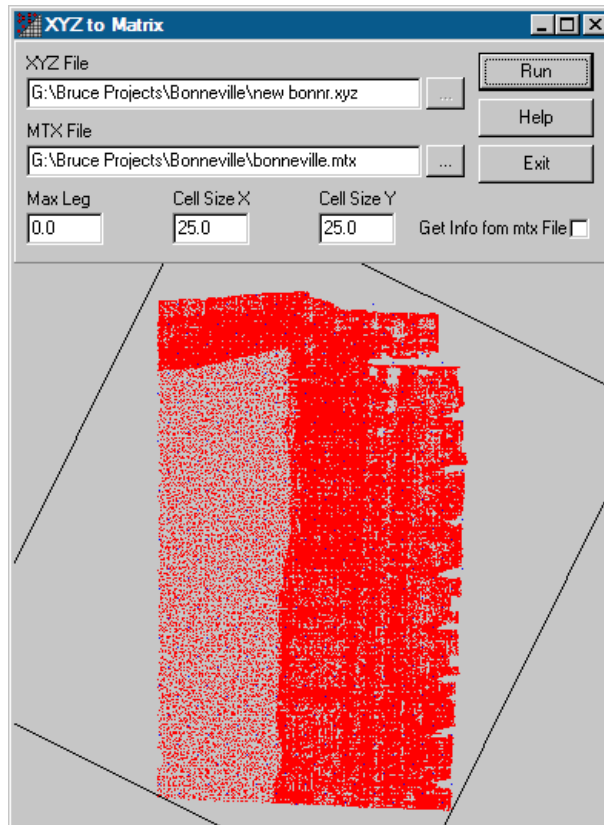 XYZ to Matrix
XYZ File
G:\Bruce Projects\Bonneville\new bonnr.xyz
...
Run
MTX File
G:\Bruce Projects\Bonneville\bonneville.mtx
...
Help
Exit
Max Leg Cell Size X Cell Size Y
0.0 25.0 25.0 Get Info fom mtx File